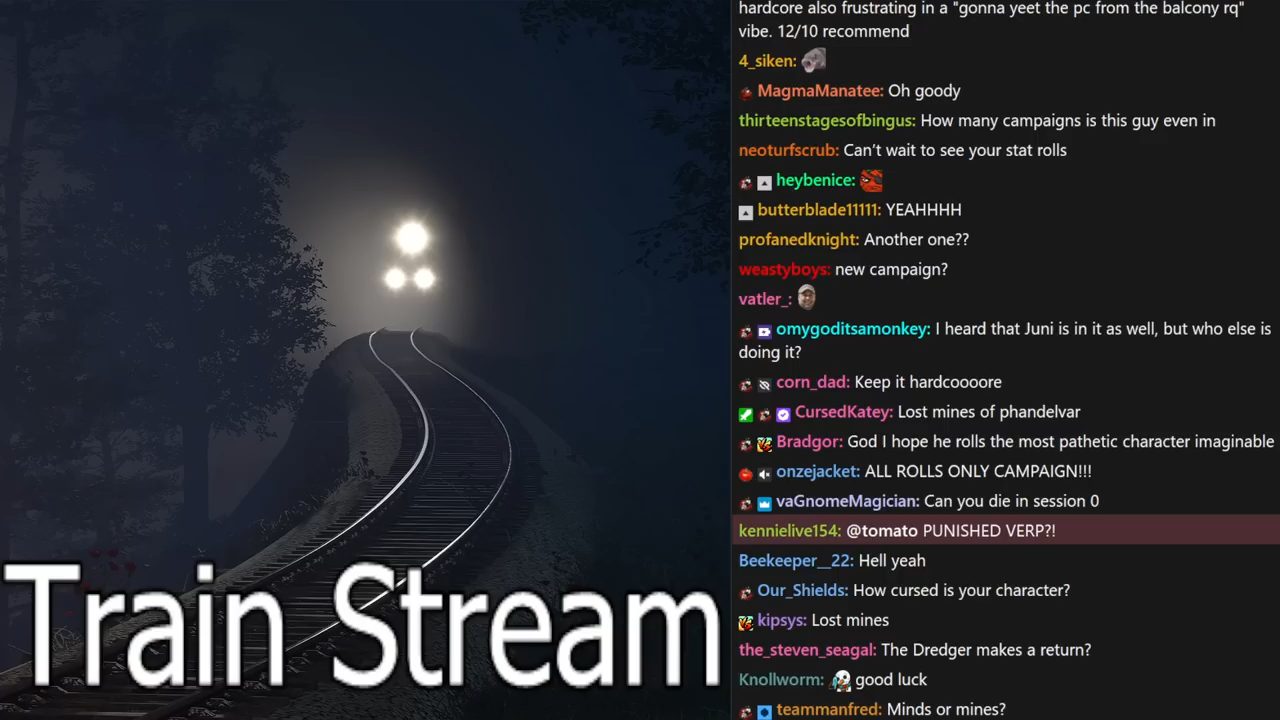 hardcore also frustrating in a "gonna yeet the pc from the balcony rq"
vibe. 12/10 recommend
4_siken:
MagmaManatee: Oh goody
thirteenstagesofbingus: How many campaigns is this guy even in
neoturfscrub: Can't wait to see your stat rolls
heybenice:
butterblade11111: YEAHHHH
profanedknight: Another one??
weastyboys: new campaign?
vatler_:
omygoditsamonkey: I heard that Juni is in it as well, but who else is
doing it?
corn_dad: Keep it hardcoooore
CursedKatey: Lost mines of phandelvar
Bradgor: God I hope he rolls the most pathetic character imaginable
onzejacket: ALL ROLLS ONLY CAMPAIGN!!!
vaGnomeMagician: Can you die in session 0
kennielive154: @tomato PUNISHED VERP?!
Beekeeper__22: Hell yeah
Our_Shields: How cursed is your character?
kipsys: Lost mines
the_steven_seagal: The Dredger makes a return?
Knollworm: good luck
teammanfred: Minds or mines?
Train Stream